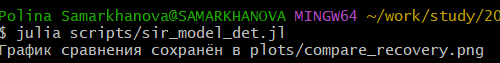 Polina Samarkhanova@SAMARKHANOVA MINGW64 ~/work/study/20
$ julia scripts/sir_model_det.jl
График сравнения сохранён в plots/compare_recovery.png